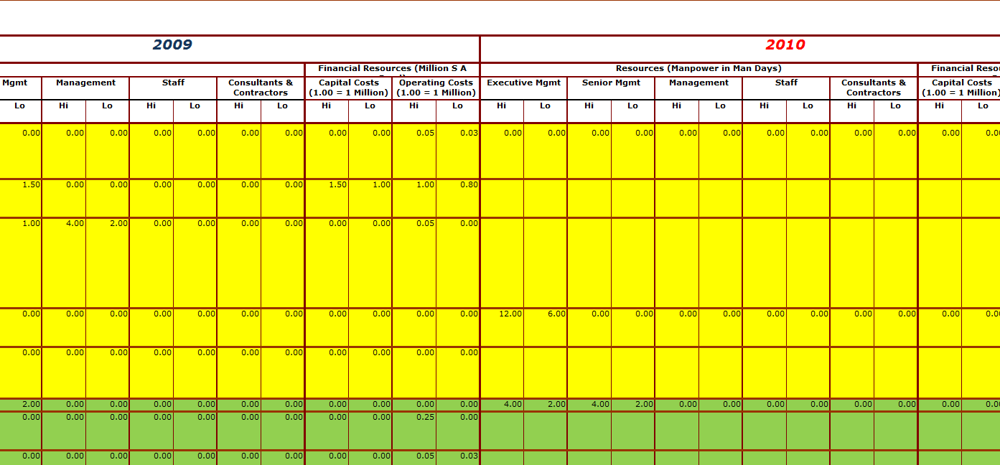 2009 2010
Financial Resources (Million S A Resources (Manpower in Man Days) Financial Reso
Mgmt Management Staff Consultants & Capital Costs Operating Costs Executive Mgmt Senior Mgmt Management Staff Consultants & Capital Costs
Contractors (1.00 = 1 Million) (1.00 = 1 Million) Contractors (1.00 = 1 Million)
Lo Hi Lo Hi Lo Hi Lo Hi Lo Hi Lo Hi Lo Hi Lo Hi Lo Hi Lo Hi Lo Hi Lo
0.00 0.00 0.00 0.00 0.00 0.00 0.00 0.00 0.00 0.05 0.03 0.00 0.00 0.00 0.00 0.00 0.00 0.00 0.00 0.00 0.00 0.00 0.0
1.50 0.00 0.00 0.00 0.00 0.00 0.00 1.50 1.00 1.00 0.80
1.00 4.00 2.00 0.00 0.00 0.00 0.00 0.00 0.00 0.05 0.00
0.00 0.00 0.00 0.00 0.00 0.00 0.00 0.00 0.00 0.00 0.00 12.00 6.00 0.00 0.00 0.00 0.00 0.00 0.00 0.00 0.00 0.00 0.0
0.00 0.00 0.00 0.00 0.00 0.00 0.00 0.00 0.00 0.00 0.00
2.00 0.00 0.00 0.00 0.00 0.00 0.00 0.00 0.00 0.00 0.00 4.00 2.00 4.00 2.00 0.00 0.00 0.00 0.00 0.00 0.00 0.00 0.0
0.00 0.00 0.00 0.00 0.00 0.00 0.00 0.00 0.00 0.25 0.00
0.00 0.00 0.00 0.00 0.00 0.00 0.00 0.00 0.00 0.05 0.03